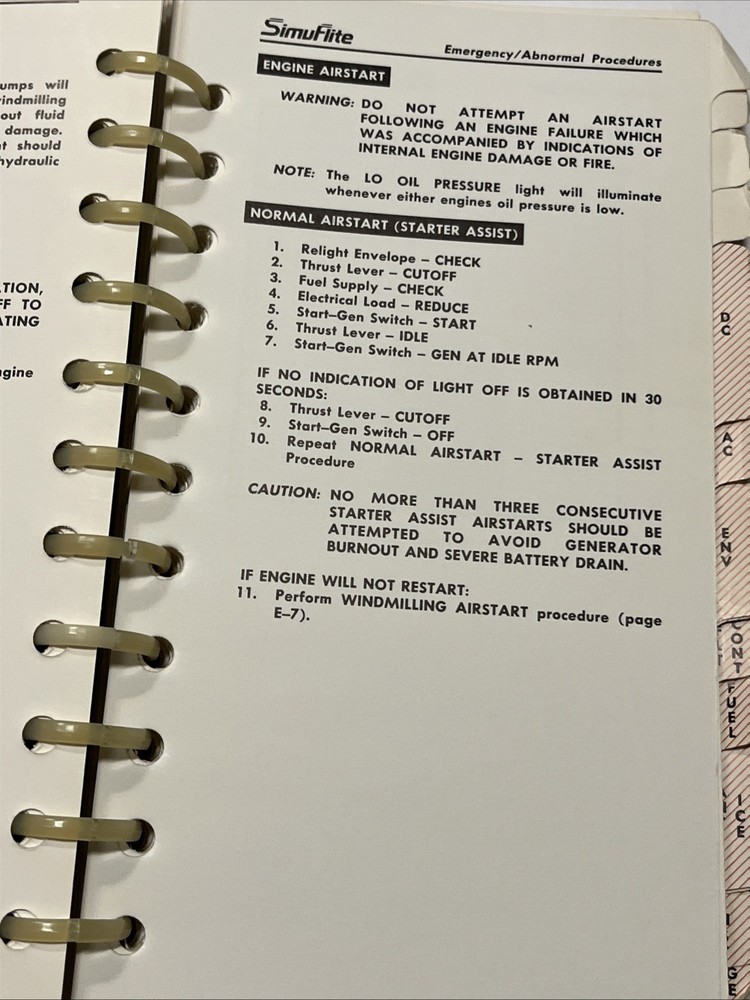 umps will
vindmilling
out fluid
damage.
t should
hydraulic
TION,
FF TO
ATING
ngine
SimuFlite
Emergency/Abnormal Procedures
ENGINE AIRSTART
WARNING: DO NOT ATTEMPT AN AIRSTART
FOLLOWING AN ENGINE FAILURE WHICH
WAS ACCOMPANIED BY INDICATIONS OF
INTERNAL ENGINE DAMAGE OR FIRE.
NOTE: The LO OIL PRESSURE light will illuminate
whenever either engines oil pressure is low.
NORMAL AIRSTART (STARTER ASSIST)
1. Relight Envelope – CHECK
2. Thrust Lever – CUTOFF
3. Fuel Supply – CHECK
4. Electrical Load – REDUCE
5. Start–Gen Switch – START
6. Thrust Lever – IDLE
7. Start–Gen Switch – GEN AT IDLE RPM
IF NO INDICATION OF LIGHT OFF IS OBTAINED IN 30
SECONDS:
8. Thrust Lever – CUTOFF
9. Start–Gen Switch – OFF
10. Repeat NORMAL AIRSTART – STARTER ASSIST
Procedure
CAUTION: NO MORE THAN THREE CONSECUTIVE
STARTER ASSIST AIRSTARTS SHOULD BE
ATTEMPTED TO AVOID GENERATOR
BURNOUT AND SEVERE BATTERY DRAIN.
IF ENGINE WILL NOT RESTART:
11. Perform WINDMILLING AIRSTART procedure (page
E–7).
DC
AC
ENV
CONT
FUEL
ICE